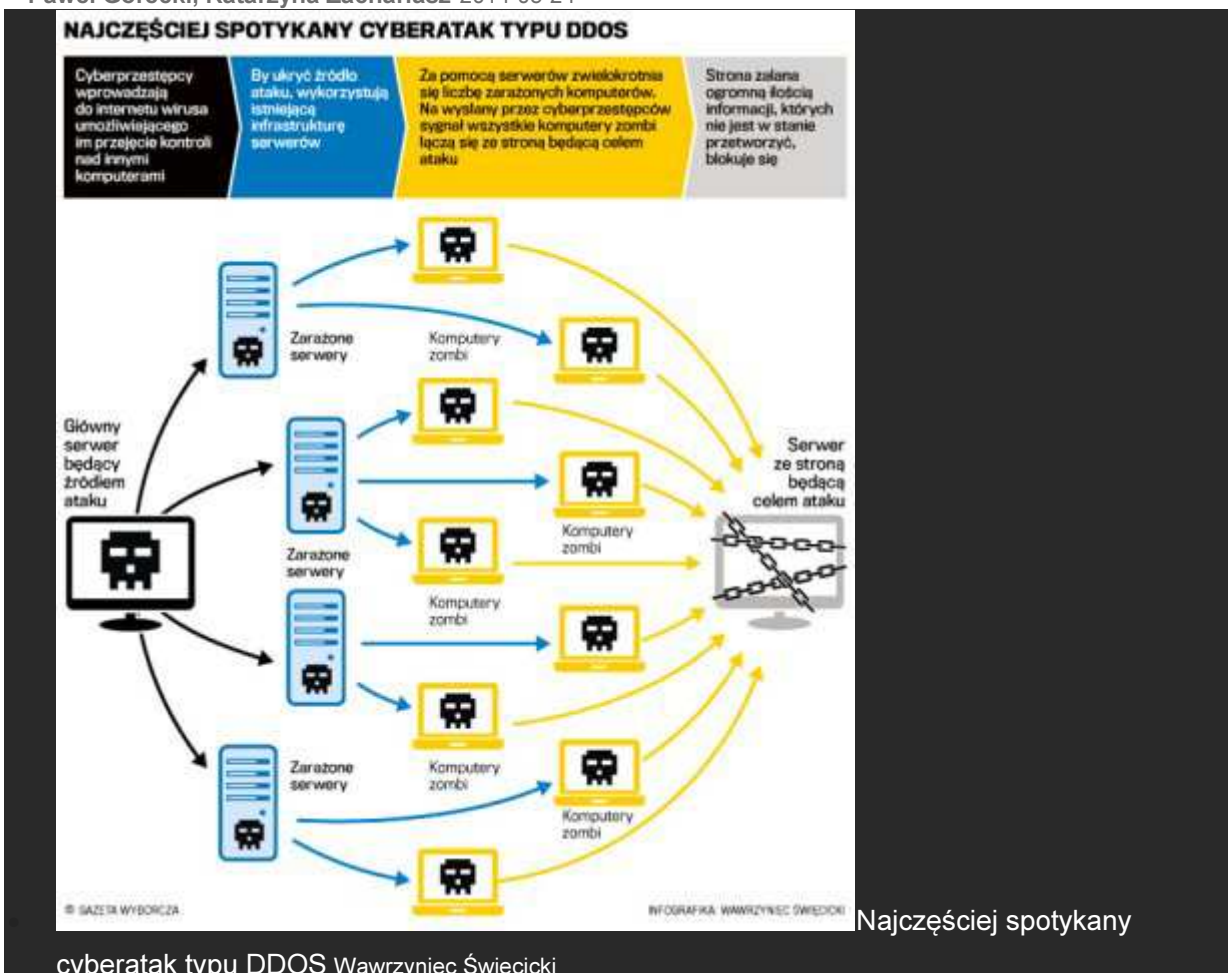 Paweł Gorecki, Katarzyna Zachariasz
NAJCZĘŚCIEJ SPOTYKANY CYBERATAK TYPU DDOS
Cyberprzestępcy
wprowadzają
do internetu wirusa
umożliwiającego
im przejęcie kontroli
nad innymi
komputerami
By ukryć źródło
ataku, wykorzystują
istniejącą
infrastrukturę
serwerów
Za pomocą serwerów zwielokrotnia
się liczbę zarażonych komputerów.
Na wysłany przez cyberprzestępców
sygnał wszystkie komputery zombi
łączą się ze stroną będącą celem
ataku
Strona zalana
ogromną ilością
informacji, których
nie jest w stanie
przetworzyć,
blokuje się
Zarażone
serwery
Komputery
zombi
Główny
serwer
będący
źródłem
ataku
Serwer
ze stroną
będącą
celem ataku
Komputery
zombi
Zarażone
serwery
Komputery
zombi
Zarażone
serwery
Komputery
zombi
Komputery
zombi
© GAZETA WYBORCZA
INFOGRAFIKA: WAWRZYNIEC ŚWIĘCICKI
Najczęściej spotykany
cyberatak typu DDOS Wawrzyniec Święcicki